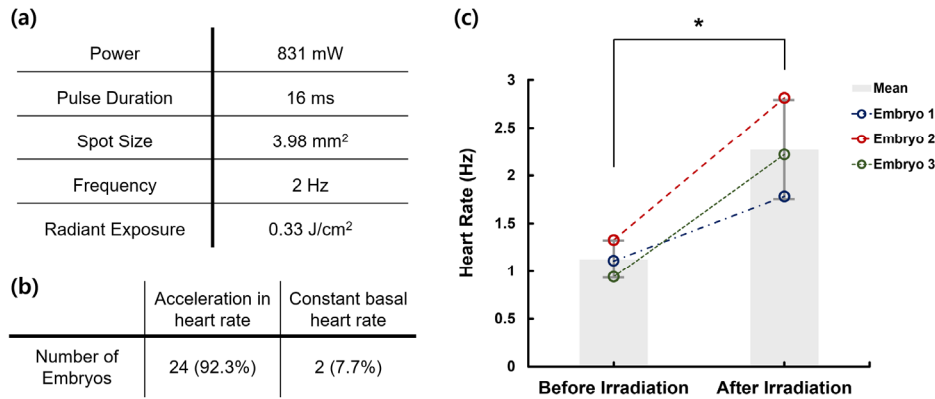 (a)
Power 831 mW
Pulse Duration 16 ms
Spot Size 3.98 mm²
Frequency 2 Hz
Radiant Exposure 0.33 J/cm²
(b)
Acceleration in heart rate
Constant basal heart rate
Number of Embryos
24 (92.3%) 2 (7.7%)
(c)
*
3
2.5
2
1.5
1
0.5
0
Heart Rate (Hz)
Before Irradiation After Irradiation
Mean
Embryo 1
Embryo 2
Embryo 3